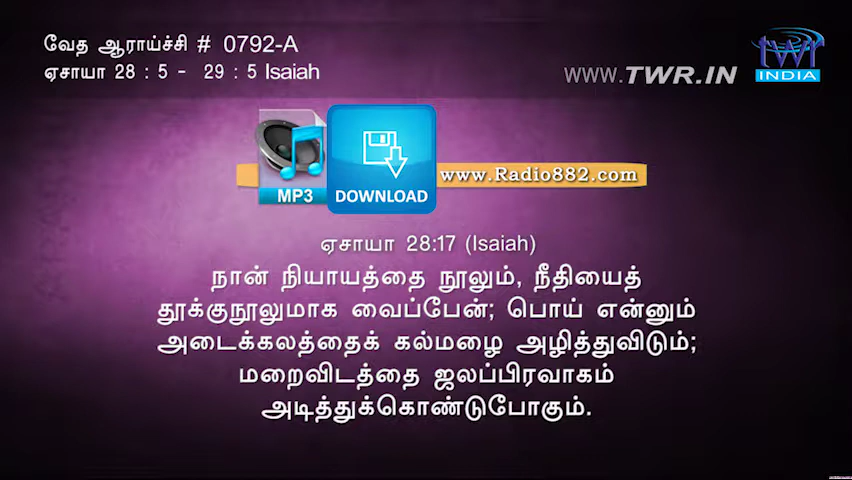 வேத ஆராய்ச்சி # 0792-A
ஏசாயா 28 : 5 - 29 : 5 Isaiah
www.TWR.IN
twr
INDIA
MP3
DOWNLOAD
www.Radio882.com
ஏசாயா 28:17 (Isaiah)
நான் நியாயத்தை நூலும், நீதியைத்
தூக்குநூலுமாக வைப்பேன்; பொய் என்னும்
அடைக்கலத்தைக் கல்மழை அழித்துவிடும்;
மறைவிடத்தை ஜலப்பிரவாகம்
அடித்துக்கொண்டுபோகும்.